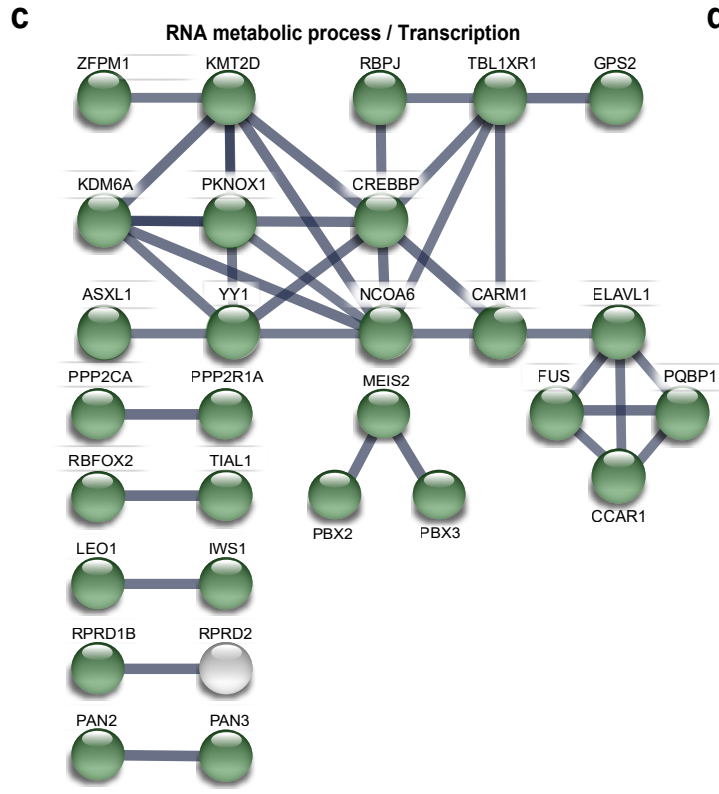 c
RNA metabolic process / Transcription
ZFPM1 KMT2D RBPJ TBL1XR1 GPS2
KDM6A PKNOX1 CREBBP
ASXL1 YY1 NCOA6 CARM1 ELAVL1
PPP2CA PPP2R1A MEIS2 FUS PQBP1
RBFOX2 TIAL1
PBX2 PBX3 CCAR1
LEO1 IWS1
RPRD1B RPRD2
PAN2 PAN3